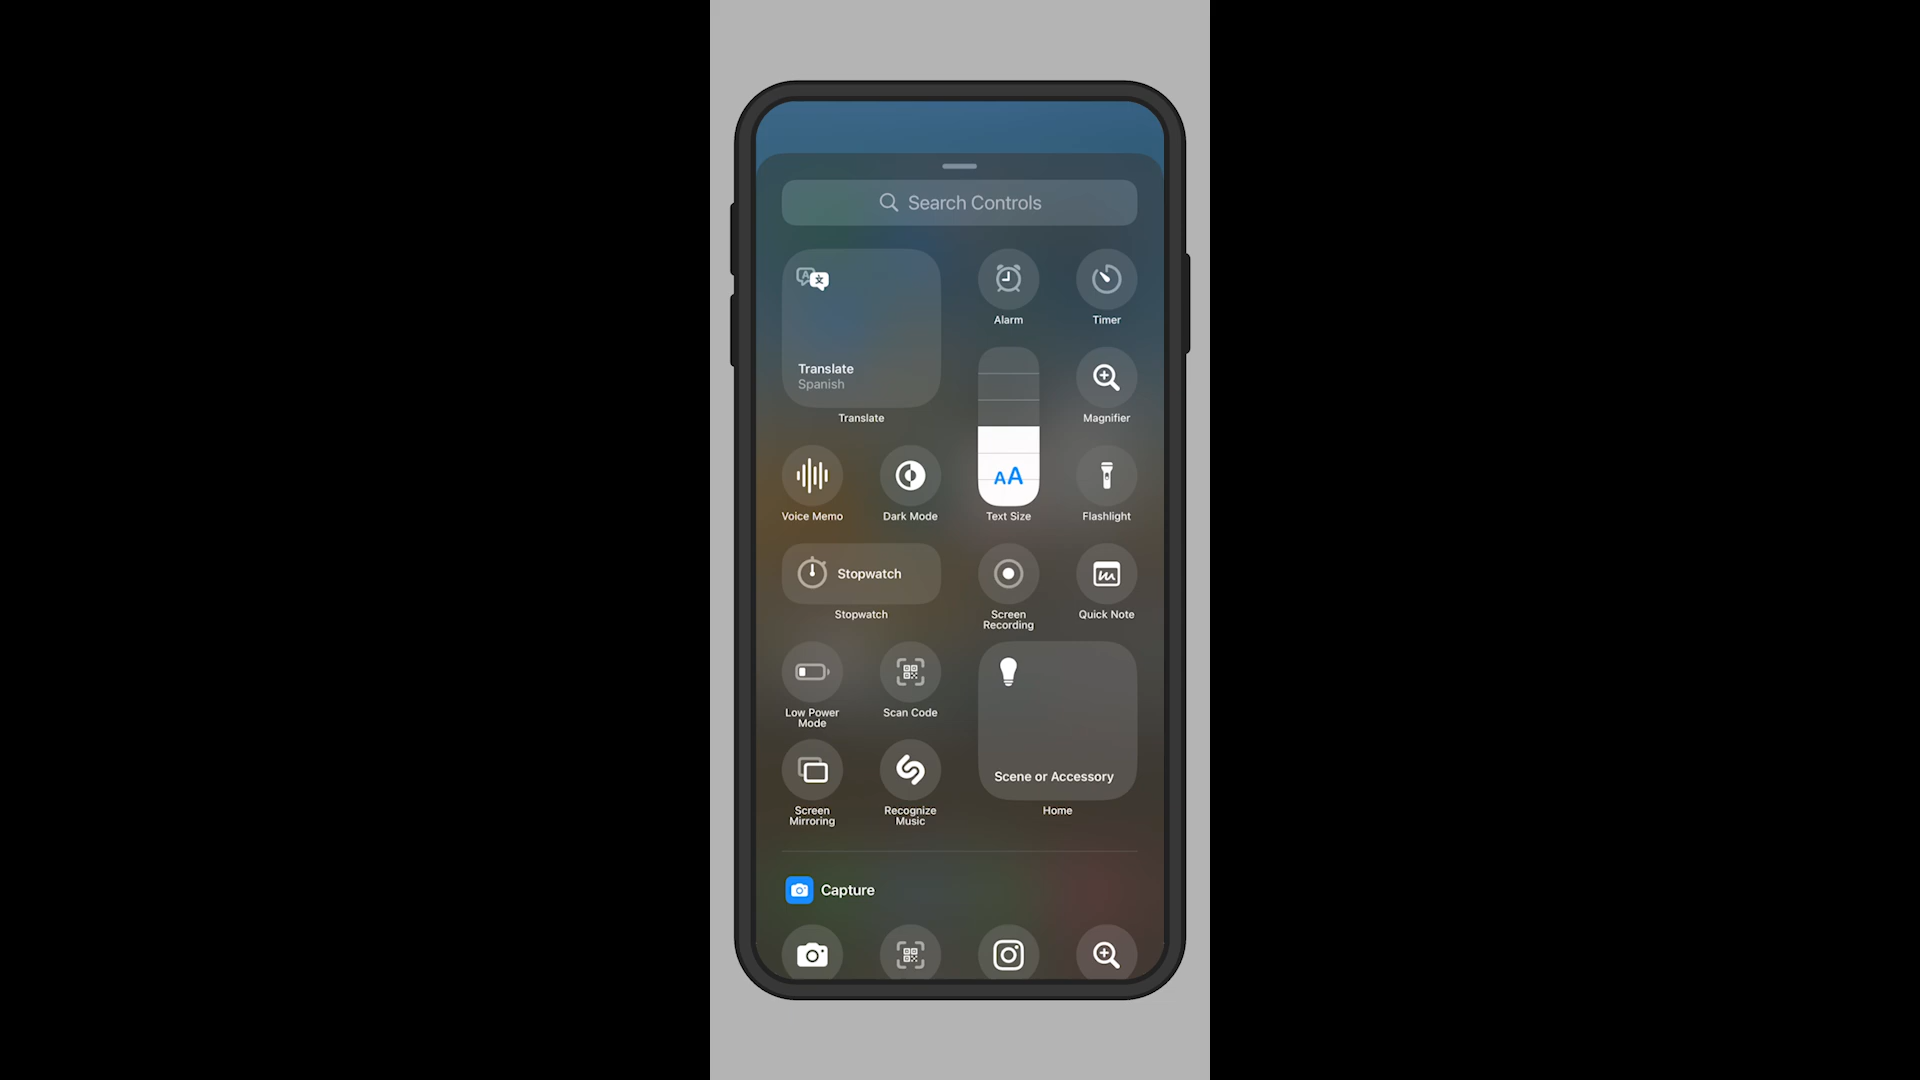 Search Controls
Translate
Spanish
Translate
Alarm
Timer
Magnifier
Voice Memo
Dark Mode
AA
Text Size
Flashlight
Stopwatch
Stopwatch
Screen
Recording
Quick Note
Low Power
Mode
Scan Code
Screen
Mirroring
Recognize
Music
Scene or Accessory
Home
Capture